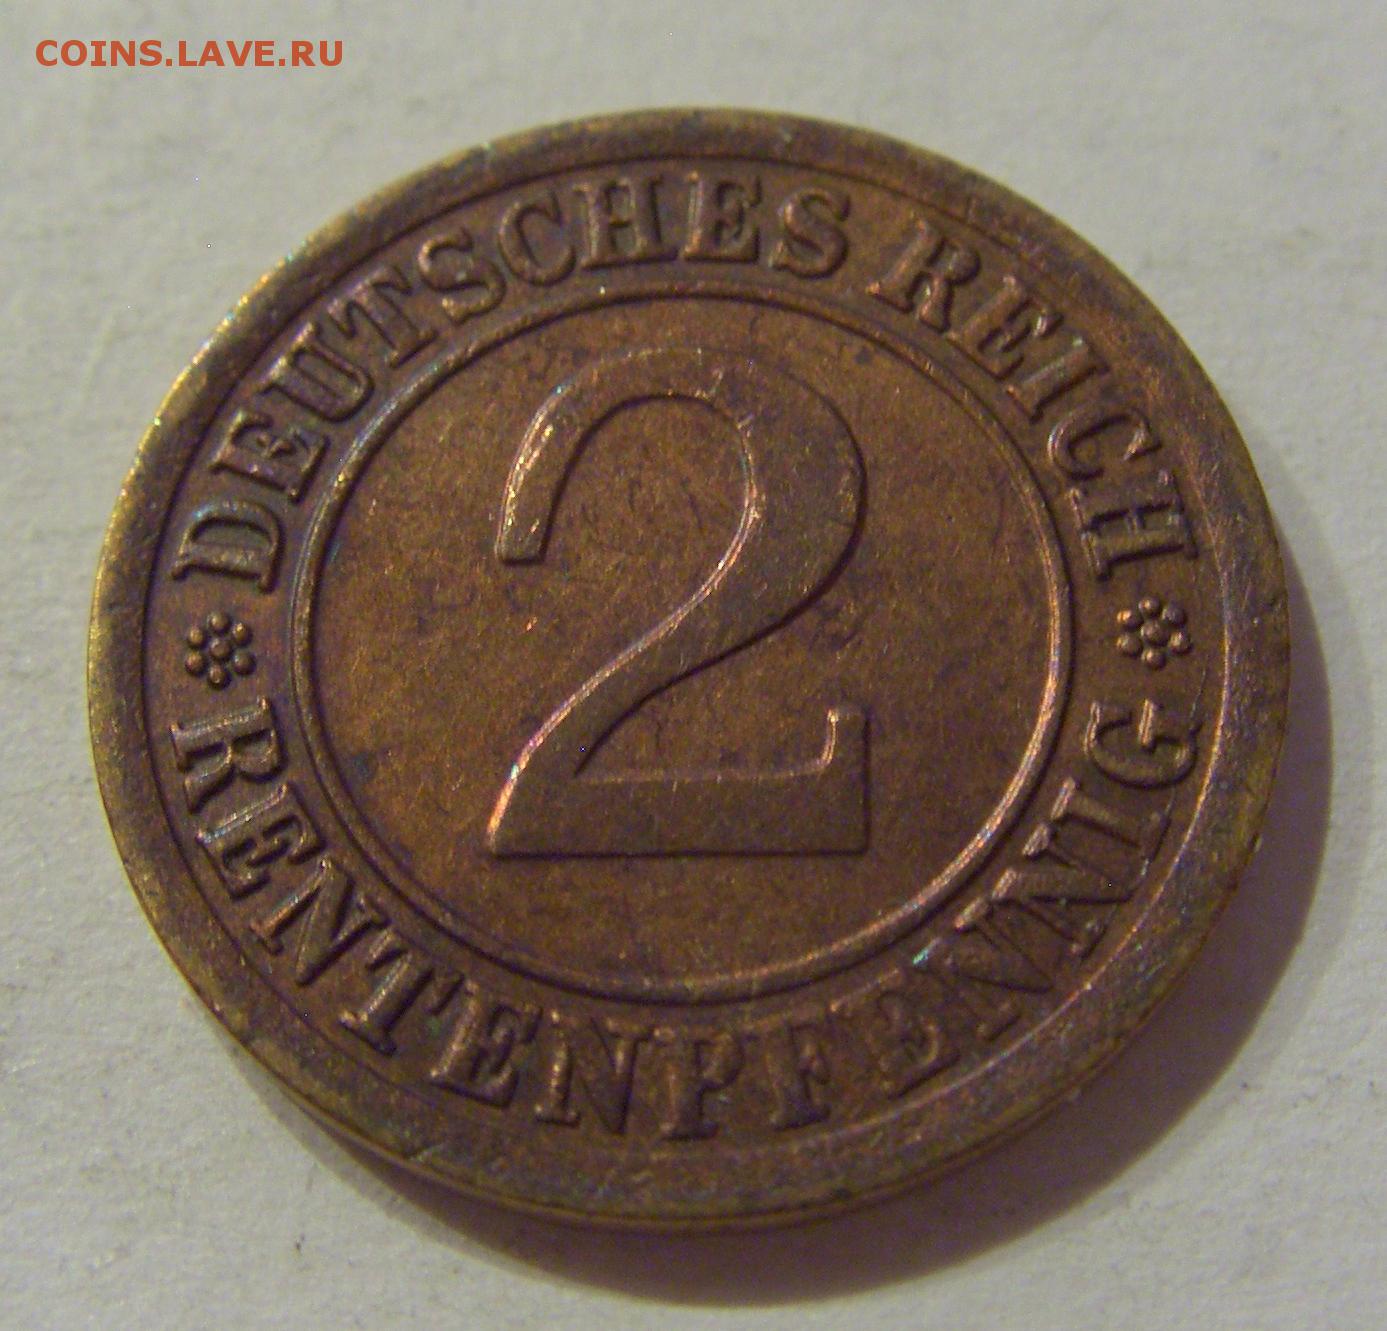 COINS.LAVE.RU
DEUTSCHES REICH
2
RENTENPFENNIG